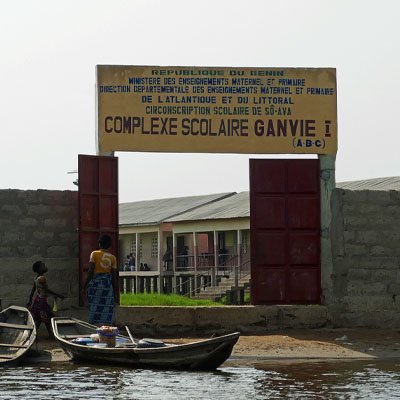 REPUBLIQUE DU BENIN
MINISTERE DES ENSEIGNEMENTS MATERNEL ET PRIMAIRE
DIRECTION DEPARTEMENTALE DES ENSEIGNEMENTS MATERNEL ET PRIMAIRE
DE L'ATLANTIQUE ET DU LITTORAL
CIRCONSCRIPTION SCOLAIRE DE SÔ-AVA
COMPLEXE SCOLAIRE GANVIE I
(A-B-C)